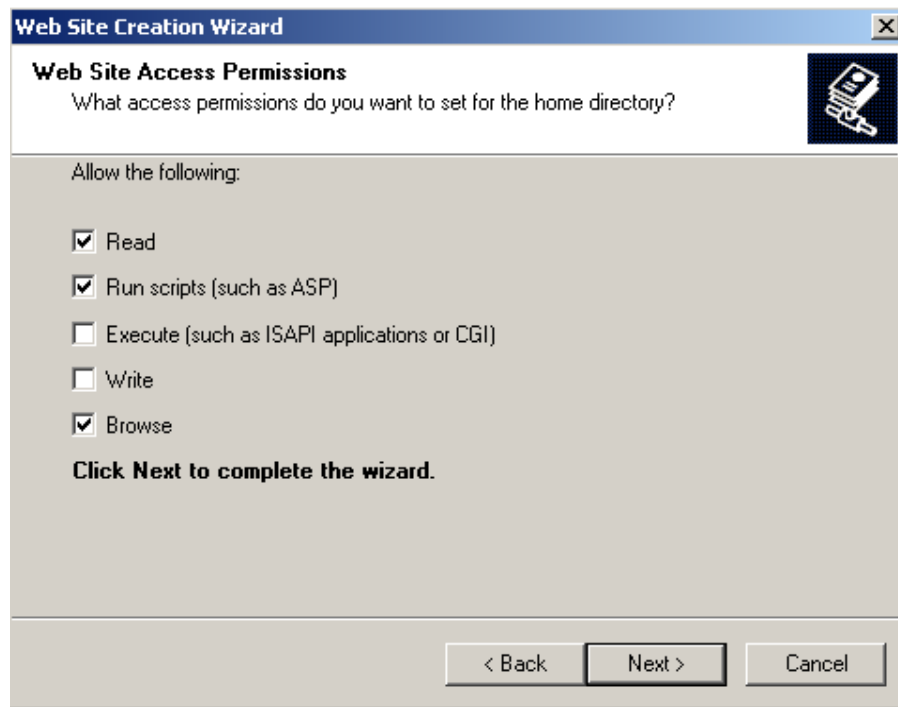 Web Site Creation Wizard
Web Site Access Permissions
What access permissions do you want to set for the home directory?
Allow the following:
Read
Run scripts (such as ASP)
Execute (such as ISAPI applications or CGI)
Write
Browse
Click Next to complete the wizard.
< Back Next > Cancel